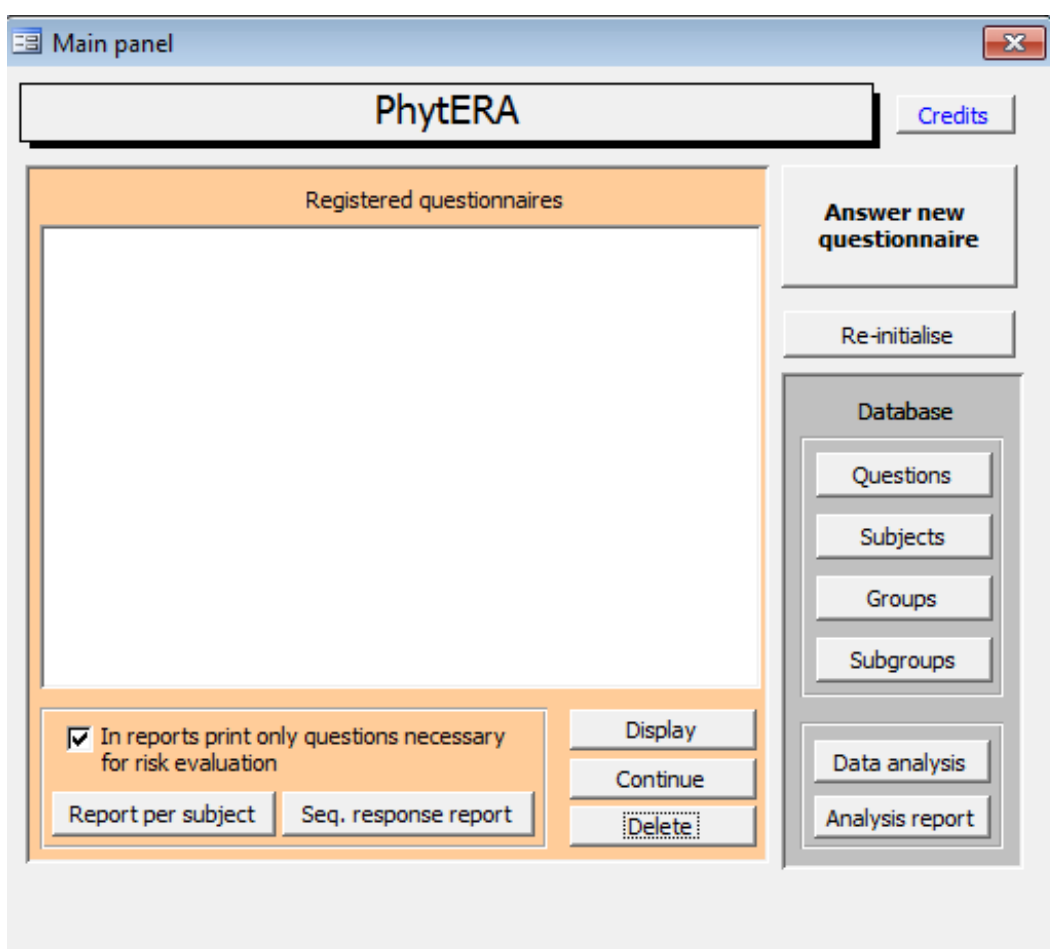 Main panel
PhytERA
Credits
Registered questionnaires
Answer new
questionnaire
Re-initialise
Database
Questions
Subjects
Groups
Subgroups
In reports print only questions necessary
for risk evaluation
Report per subject
Seq. response report
Display
Continue
Delete
Data analysis
Analysis report